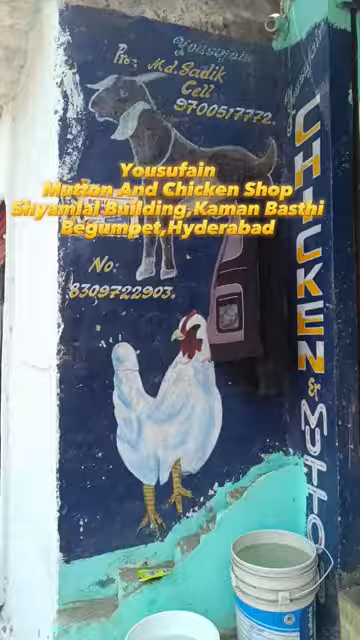 Yousufain
Pro: Md.Sadik
Cell
9700517772.
Yousufain
Mutton And Chicken Shop
Shyamlal Building,Kaman Basthi
Begumpet,Hyderabad
No:
8309722903.
CHICKEN & MUTTON